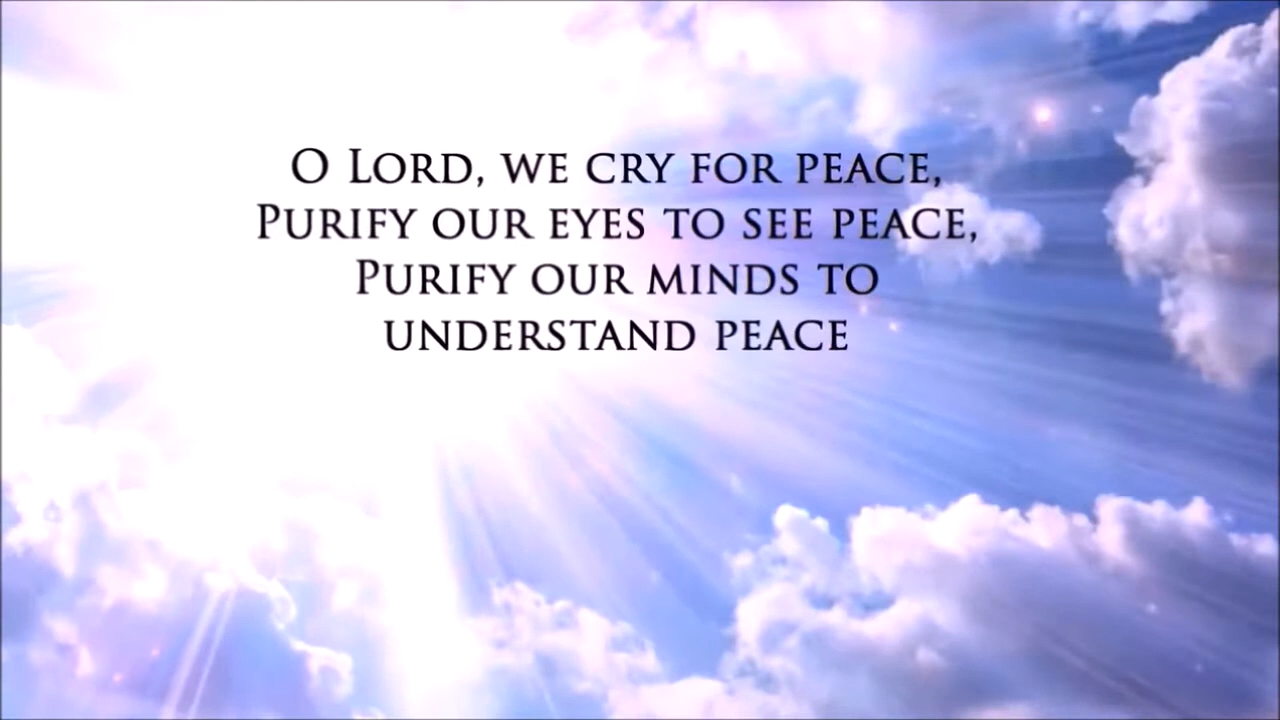 O Lord, we cry for peace,
Purify our eyes to see peace,
Purify our minds to
understand peace